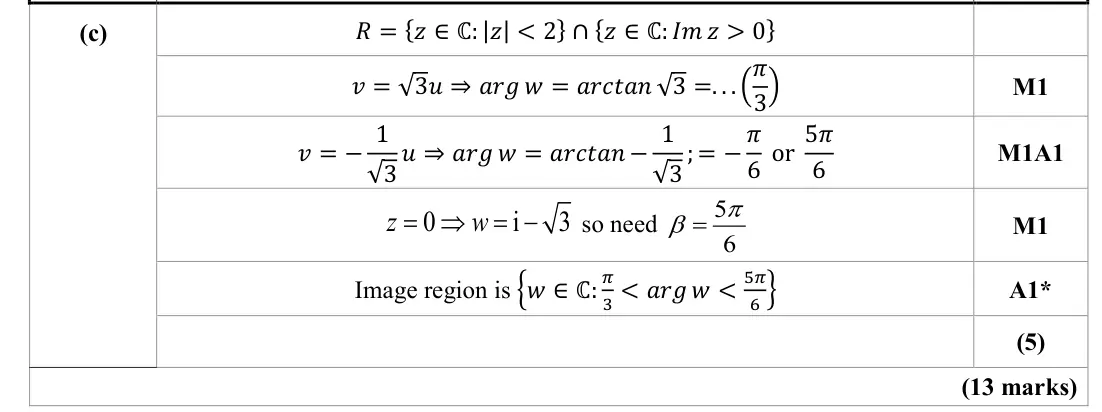 (c) R = {z ∈ ℂ: |z| < 2} ∩ {z ∈ ℂ: Im z > 0}
v = √3u ⇒ arg w = arctan √3 =... (π/3) M1
v = −1/√3 u ⇒ arg w = arctan − 1/√3 ; = − π/6 or 5π/6 M1A1
z = 0 ⇒ w = i − √3 so need β = 5π/6 M1
Image region is {w ∈ ℂ: π/3 < arg w < 5π/6} A1*
(5)
(13 marks)